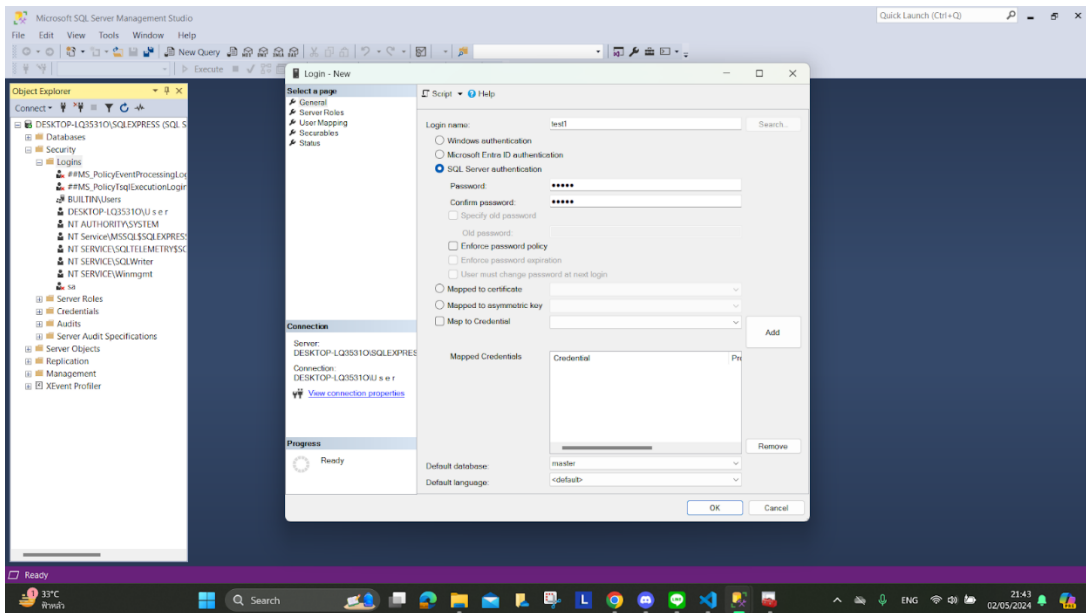 Microsoft SQL Server Management Studio
Quick Launch (Ctrl+Q)
File Edit View Tools Window Help
New Query
Execute
Object Explorer
Connect
DESKTOP-LQ3531O\SQLEXPRESS (SQL S
Databases
Security
Logins
##MS_PolicyEventProcessingLog
##MS_PolicyTsqlExecutionLogin
BUILTIN\Users
DESKTOP-LQ3531O\U s e r
NT AUTHORITY\SYSTEM
NT Service\MSSQL$SQLEXPRESS
NT SERVICE\SQLTELEMETRY$SQ
NT SERVICE\SQLWriter
NT SERVICE\Winmgmt
sa
Server Roles
Credentials
Audits
Server Audit Specifications
Server Objects
Replication
Management
XEvent Profiler
Login - New
Select a page
General
Server Roles
User Mapping
Securables
Status
Connection
Server:
DESKTOP-LQ3531O\SQLEXPRES
Connection:
DESKTOP-LQ3531O\U s e r
View connection properties
Progress
Ready
Script Help
Login name: test1 Search...
Windows authentication
Microsoft Entra ID authentication
SQL Server authentication
Password: •••••
Confirm password: •••••
Specify old password
Old password:
Enforce password policy
Enforce password expiration
User must change password at next login
Mapped to certificate
Mapped to asymmetric key
Map to Credential
Add
Mapped Credentials
Credential Pro
Remove
Default database: master
Default language: <default>
OK Cancel
Ready
1
33°C
ฟ้าหลัว
Search
ENG
21:43
02/05/2024